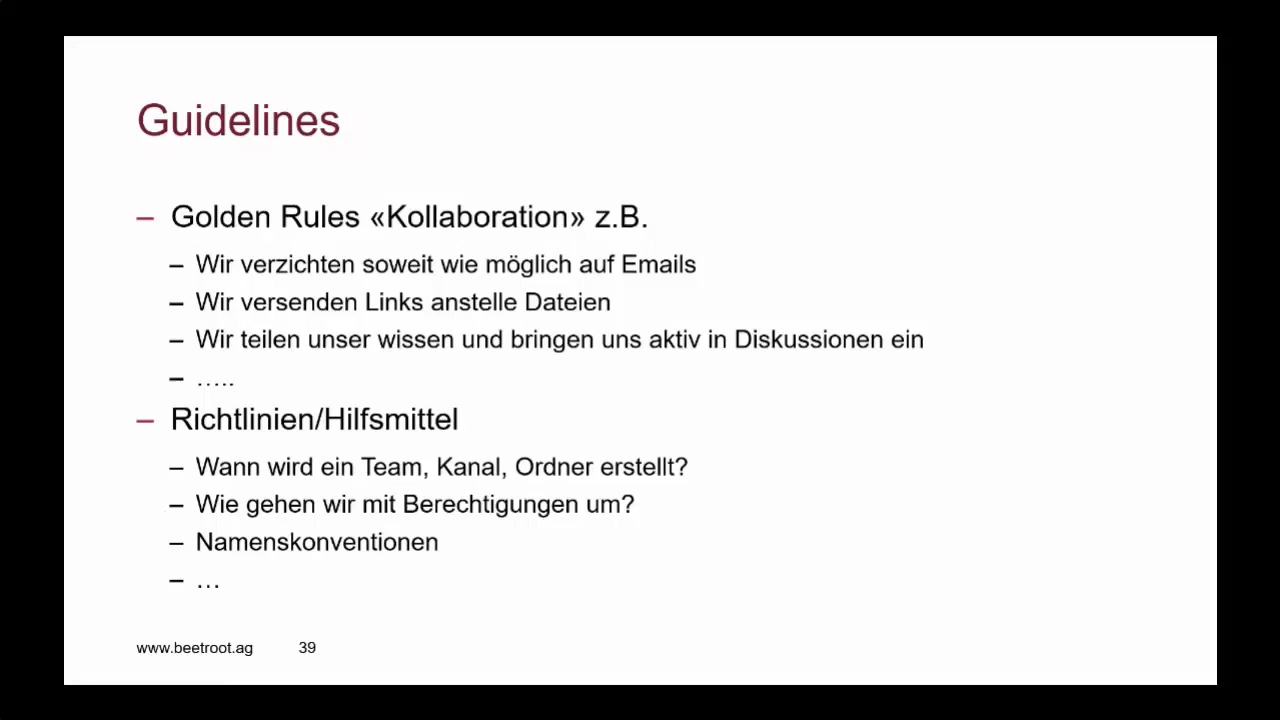 Guidelines
– Golden Rules «Kollaboration» z.B.
– Wir verzichten soweit wie möglich auf Emails
– Wir versenden Links anstelle Dateien
– Wir teilen unser wissen und bringen uns aktiv in Diskussionen ein
– …..
– Richtlinien/Hilfsmittel
– Wann wird ein Team, Kanal, Ordner erstellt?
– Wie gehen wir mit Berechtigungen um?
– Namenskonventionen
– …
www.beetroot.ag 39